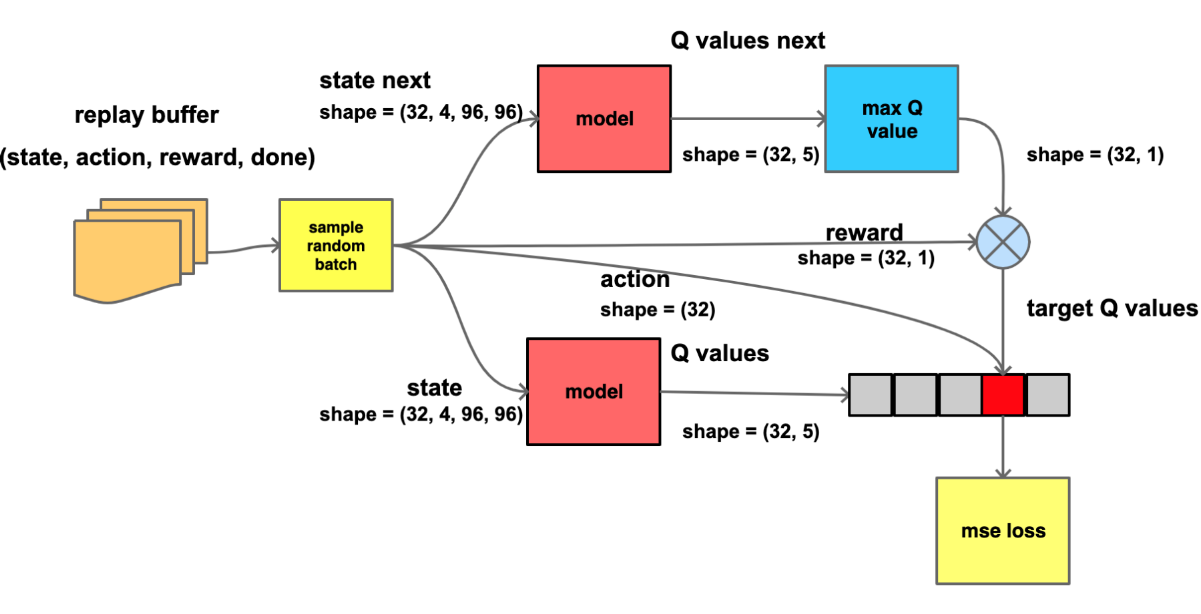 Q values next
state next
shape = (32, 4, 96, 96)
model
max Q
value
replay buffer
(state, action, reward, done)
shape = (32, 5)
shape = (32, 1)
sample
random
batch
reward
shape = (32, 1)
action
shape = (32)
target Q values
Q values
state
shape = (32, 4, 96, 96)
model
shape = (32, 5)
mse loss